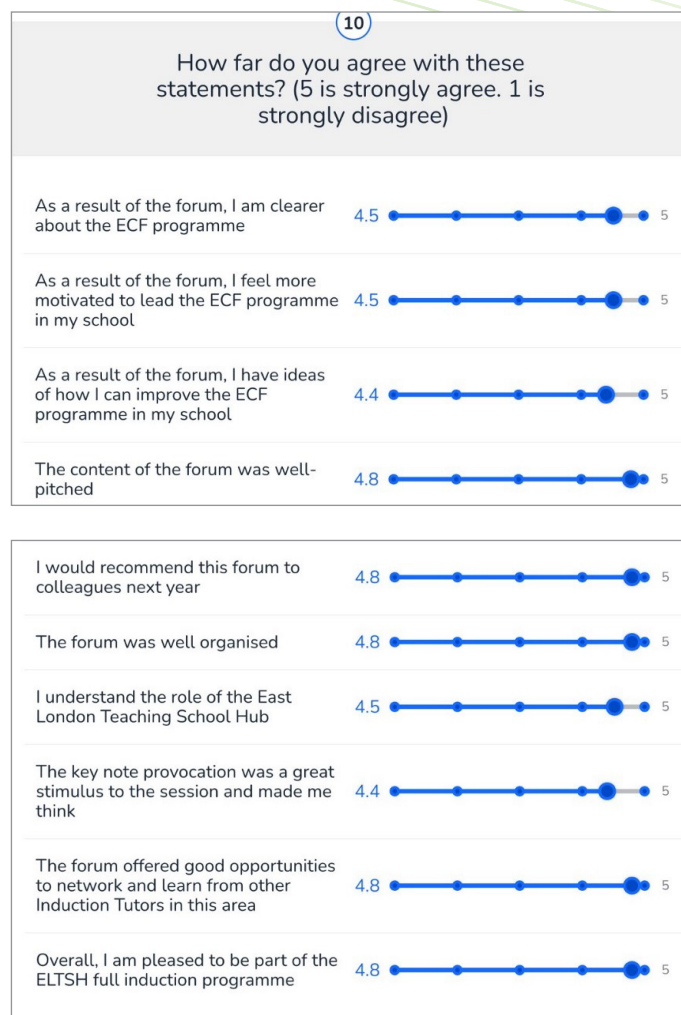 10
How far do you agree with these
statements? (5 is strongly agree. 1 is
strongly disagree)
As a result of the forum, I am clearer
about the ECF programme
4.5
5
As a result of the forum, I feel more
motivated to lead the ECF programme
in my school
4.5
5
As a result of the forum, I have ideas
of how I can improve the ECF
programme in my school
4.4
5
The content of the forum was well-
pitched
4.8
5
I would recommend this forum to
colleagues next year
4.8
5
The forum was well organised
4.8
5
I understand the role of the East
London Teaching School Hub
4.5
5
The key note provocation was a great
stimulus to the session and made me
think
4.4
5
The forum offered good opportunities
to network and learn from other
Induction Tutors in this area
4.8
5
Overall, I am pleased to be part of the
ELTSH full induction programme
4.8
5